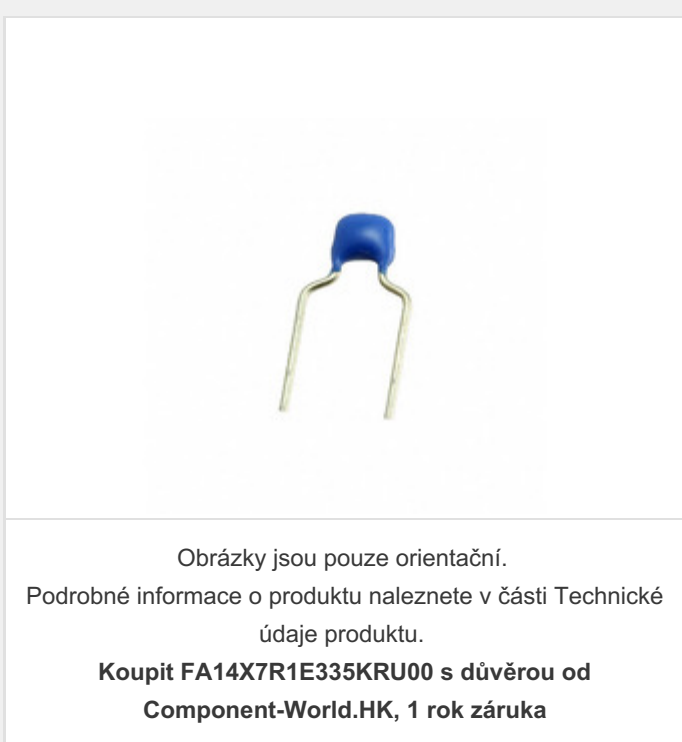 Obrázky jsou pouze orientační.
Podrobné informace o produktu naleznete v části Technické
údaje produktu.
Koupit FA14X7R1E335KRU00 s důvěrou od
Component-World.HK, 1 rok záruka